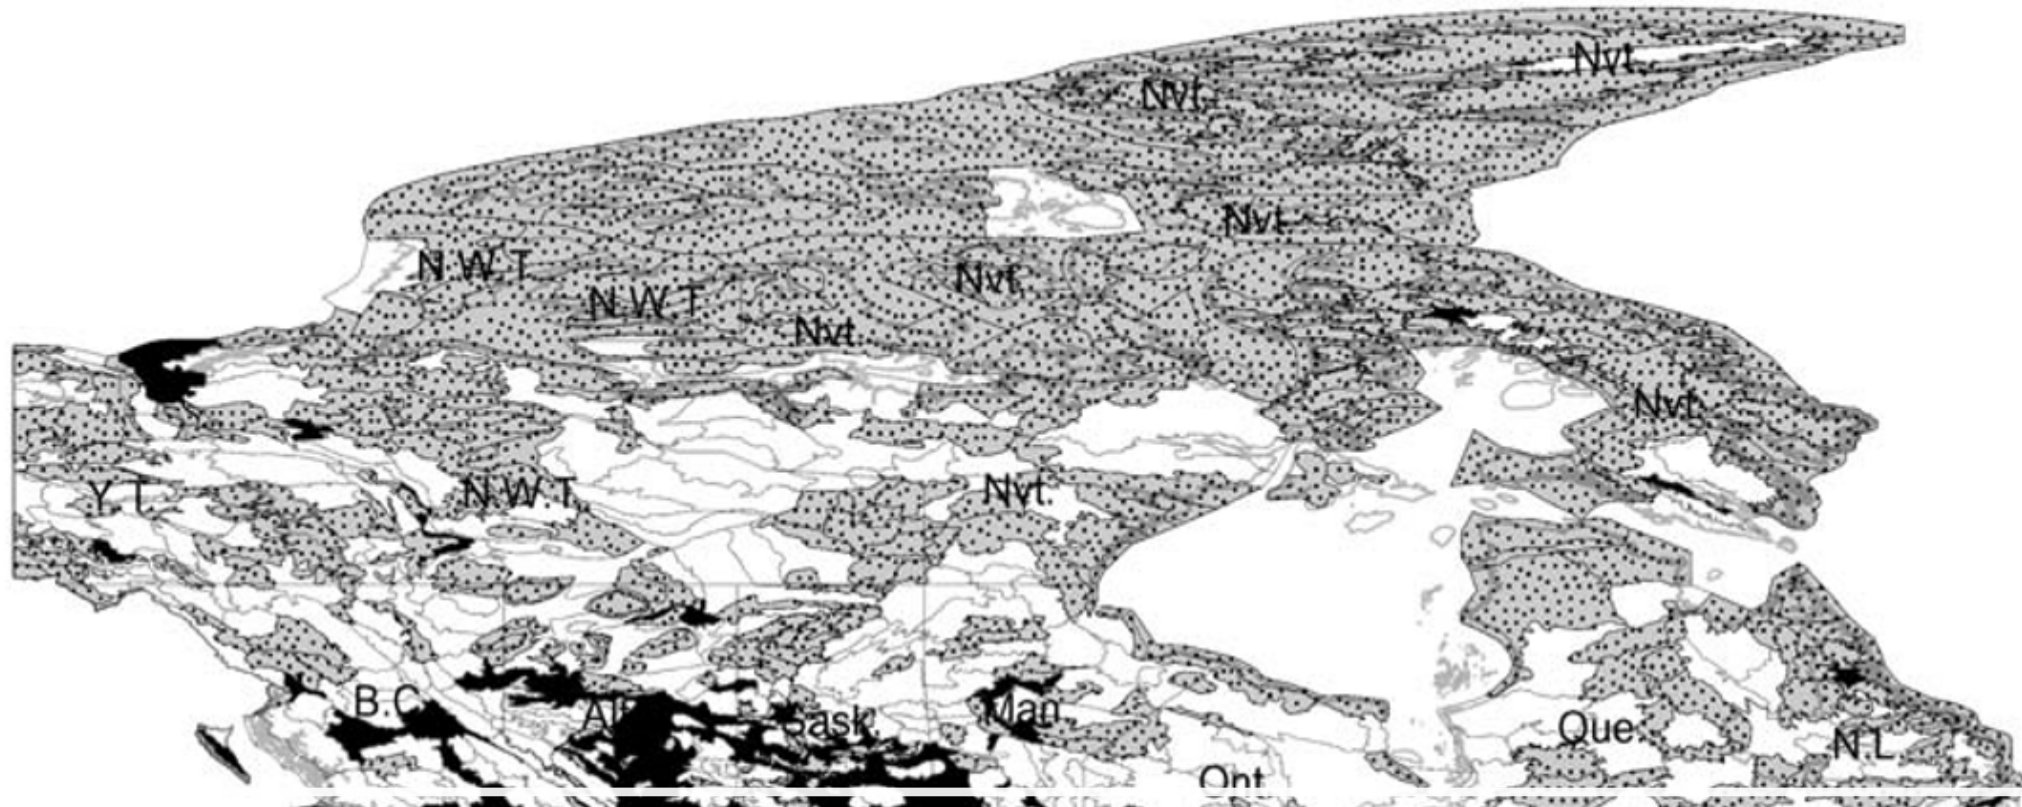 Nvt.
Nvt.
Nvt.
N.W.T.
Nvt.
N.W.T.
Nvt.
Nvt.
Y.T.
N.W.T.
Nvt.
B.C.
Sask.
Man.
Que.
N.L.
Ont.